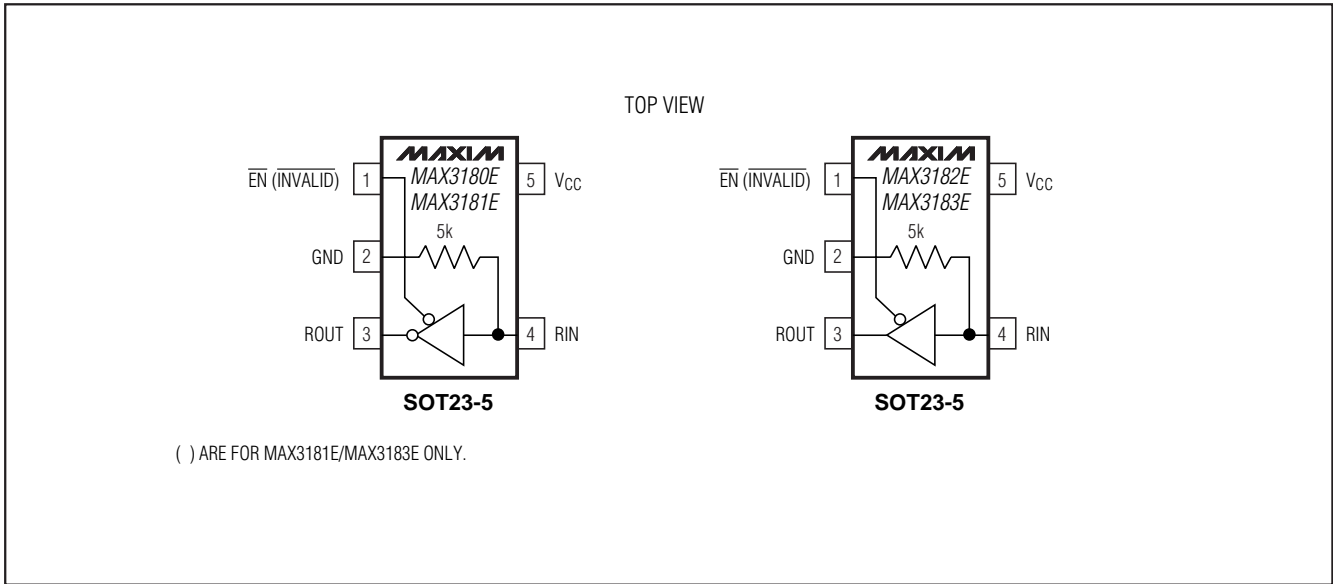 TOP VIEW
MAXIM
MAX3180E
MAX3181E
5k
EN (INVALID)
1
GND
2
ROUT
3
5
VCC
4
RIN
SOT23-5
MAXIM
MAX3182E
MAX3183E
5k
EN (INVALID)
1
GND
2
ROUT
3
5
VCC
4
RIN
SOT23-5
( ) ARE FOR MAX3181E/MAX3183E ONLY.